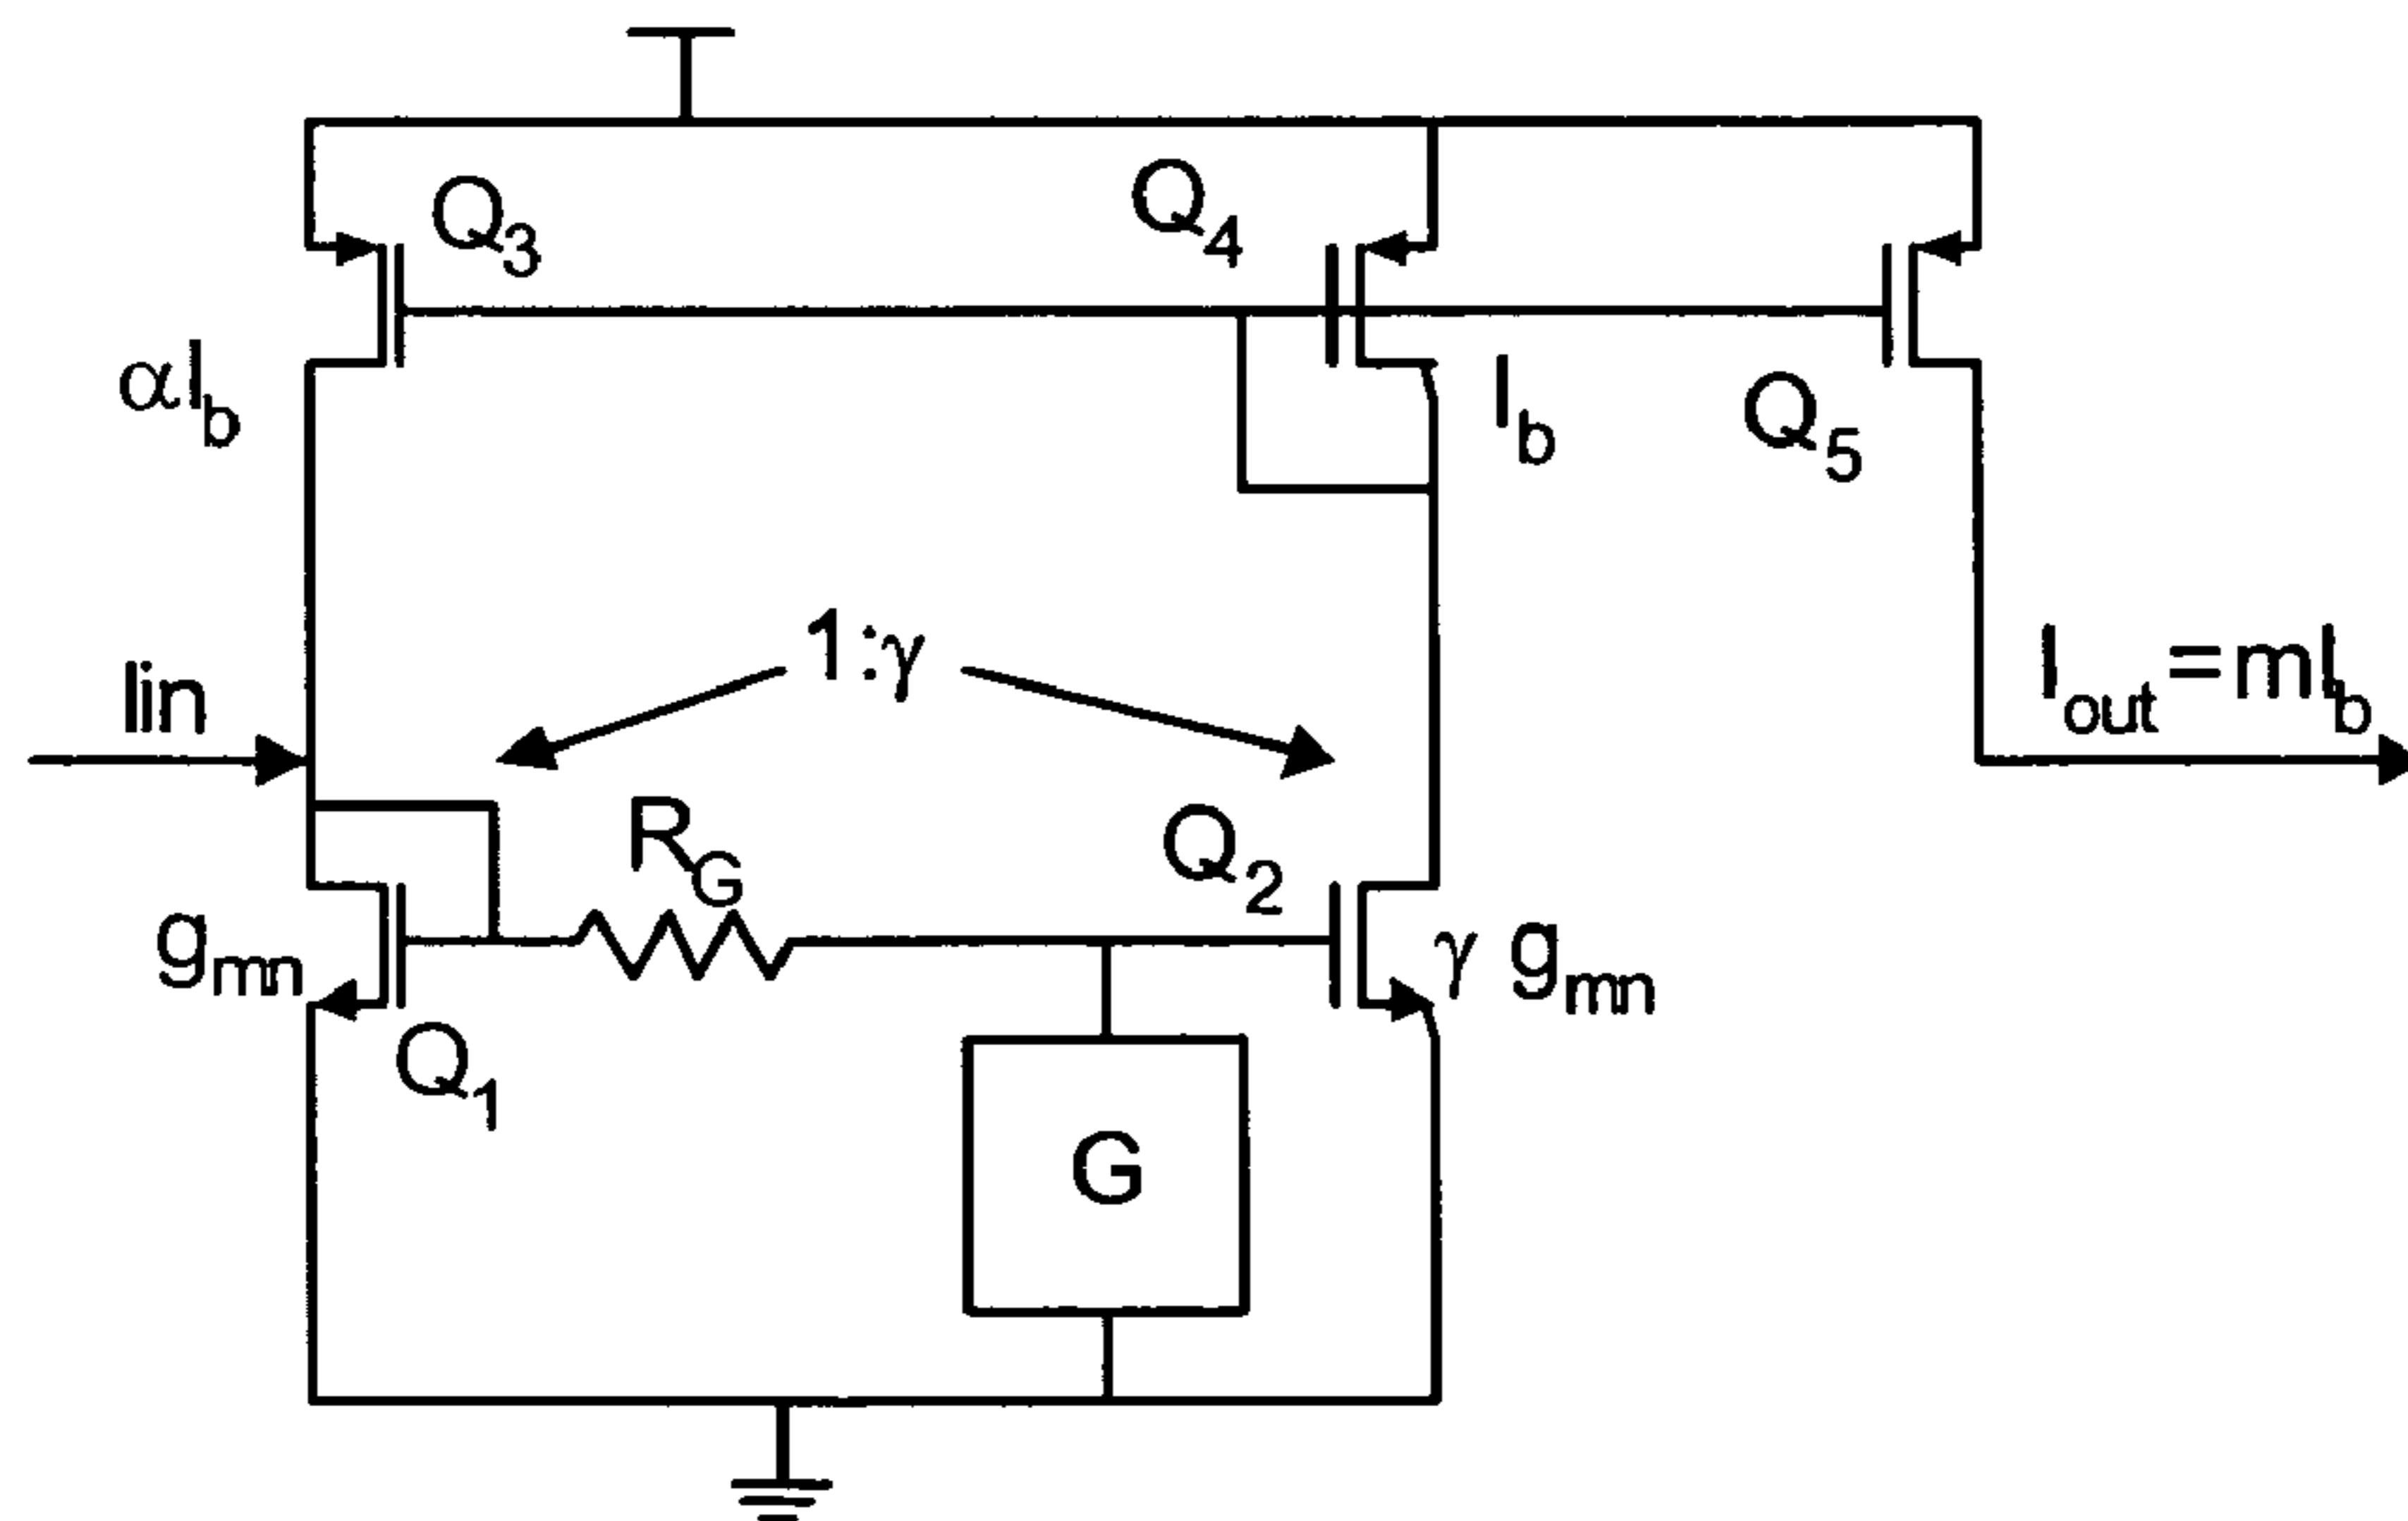 Q3
Q4
αIb
Ib
Q5
1:γ
Iin
Iout=mIb
RG
Q2
gmn
γ gmn
Q1
G